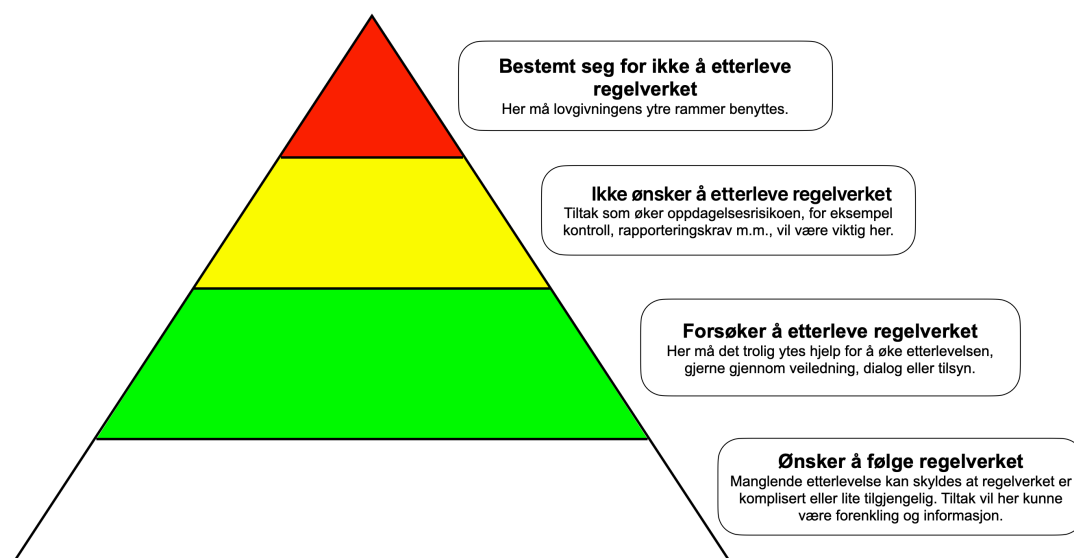 Bestemt seg for ikke å etterleve
regelverket
Her må lovgivningens ytre rammer benyttes.
Ikke ønsker å etterleve regelverket
Tiltak som øker oppdagelsesrisikoen, for eksempel
kontroll, rapporteringskrav m.m., vil være viktig her.
Forsøker å etterleve regelverket
Her må det trolig ytes hjelp for å øke etterlevelsen,
gjerne gjennom veiledning, dialog eller tilsyn.
Ønsker å følge regelverket
Manglende etterlevelse kan skyldes at regelverket er
komplisert eller lite tilgjengelig. Tiltak vil her kunne
være forenkling og informasjon.